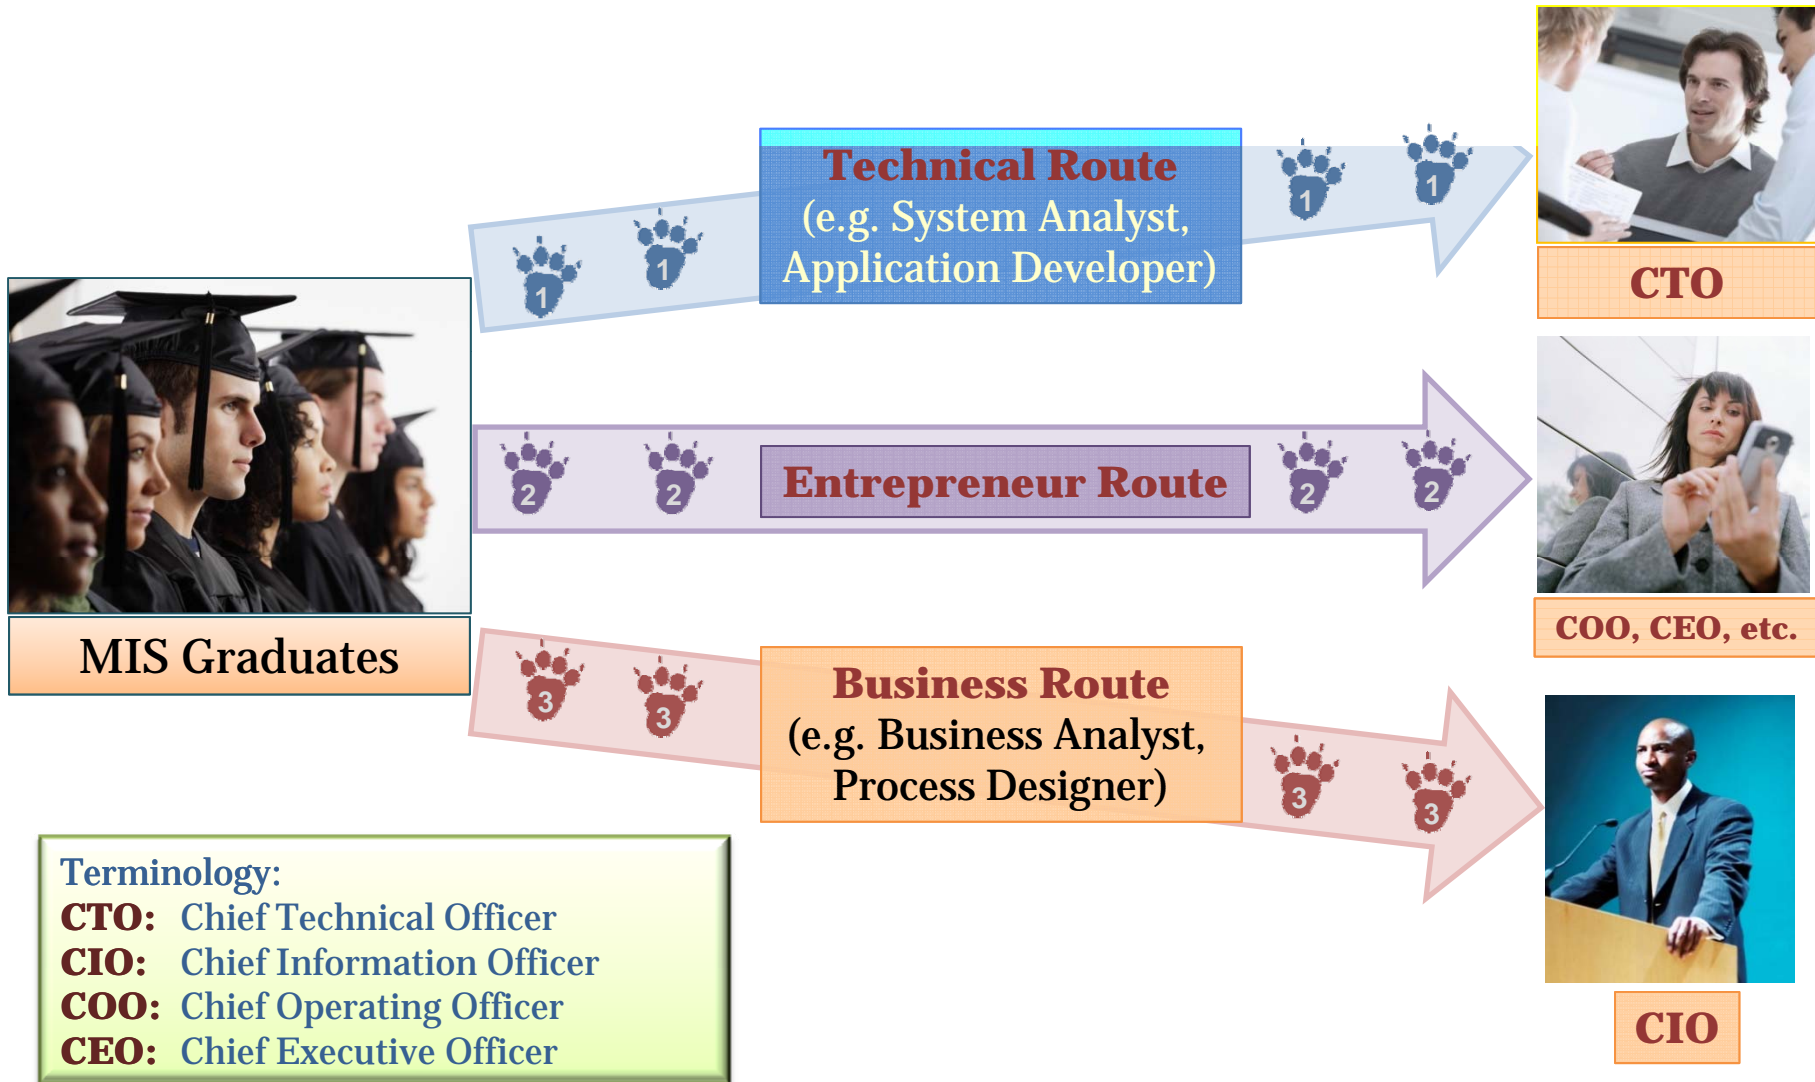 Technical Route
(e.g. System Analyst,
Application Developer)
1
1
1
1
CTO
MIS Graduates
Entrepreneur Route
2
2
2
2
COO, CEO, etc.
Business Route
(e.g. Business Analyst,
Process Designer)
3
3
3
3
CIO
Terminology:
CTO: Chief Technical Officer
CIO: Chief Information Officer
COO: Chief Operating Officer
CEO: Chief Executive Officer